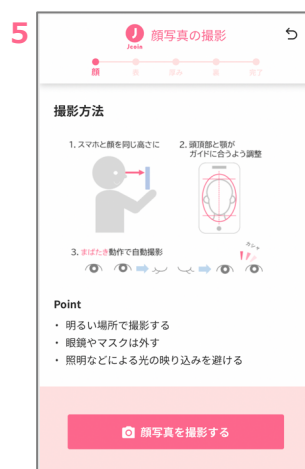 5
J
Jcoin
顔写真の撮影
顔
完了
撮影方法
1. スマホと顔を同じ高さに
2. 頭頂部と顎が
ガイドに合うよう調整
3. まばたき動作で自動撮影
カシャ
Point
・ 明るい場所で撮影する
・ 眼鏡やマスクは外す
・ 照明などによる光の映り込みを避ける
顔写真を撮影する